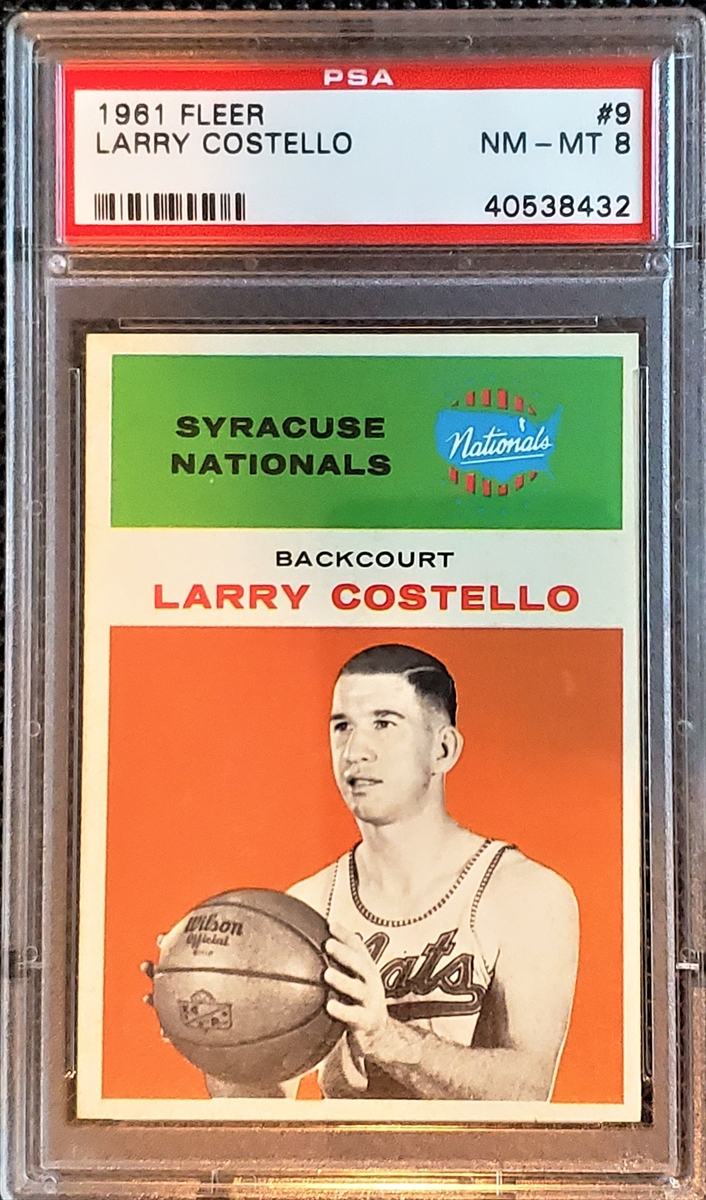 PSA
1961 FLEER #9
LARRY COSTELLO NM - MT 8
40538432
SYRACUSE
NATIONALS
Nationals
BACKCOURT
LARRY COSTELLO
Wilson
Official
Nats